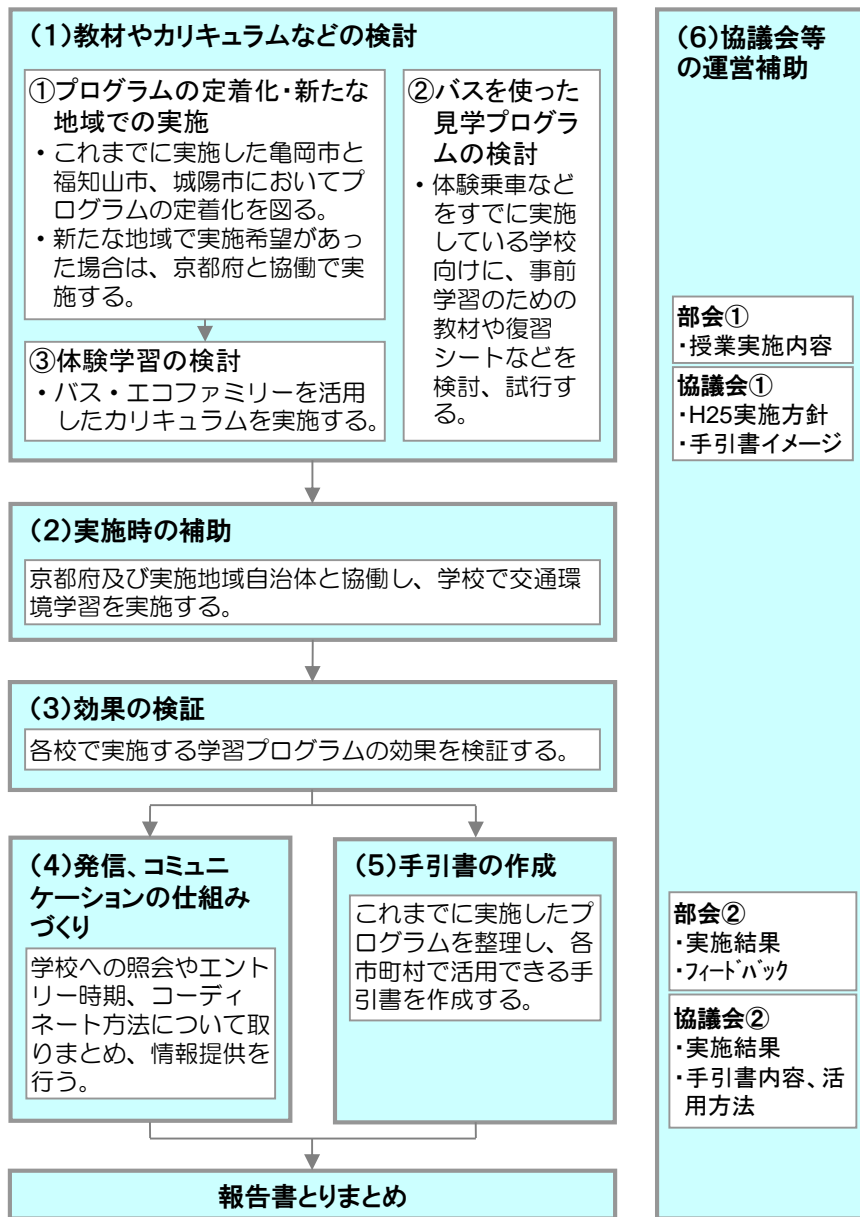 (1)教材やカリキュラムなどの検討
①プログラムの定着化・新たな
地域での実施
・これまでに実施した亀岡市と
福知山市、城陽市においてプ
ログラムの定着化を図る。
・新たな地域で実施希望があっ
た場合は、京都府と協働で実
施する。
③体験学習の検討
・バス・エコファミリーを活用
したカリキュラムを実施する。
②バスを使った
見学プログラ
ムの検討
・体験乗車など
をすでに実施
している学校
向けに、事前
学習のための
教材や復習
シートなどを
検討、試行す
る。
(2)実施時の補助
京都府及び実施地域自治体と協働し、学校で交通環
境学習を実施する。
(3)効果の検証
各校で実施する学習プログラムの効果を検証する。
(4)発信、コミュニ
ケーションの仕組み
づくり
学校への照会やエント
リー時期、コーディ
ネート方法について取
りまとめ、情報提供を
行う。
(5)手引書の作成
これまでに実施したプ
ログラムを整理し、各
市町村で活用できる手
引書を作成する。
報告書とりまとめ
(6)協議会等
の運営補助
部会①
・授業実施内容
協議会①
・H25実施方針
・手引書イメージ
部会②
・実施結果
・ﾌｨｰﾄﾞﾊﾞｯｸ
協議会②
・実施結果
・手引書内容、活
用方法